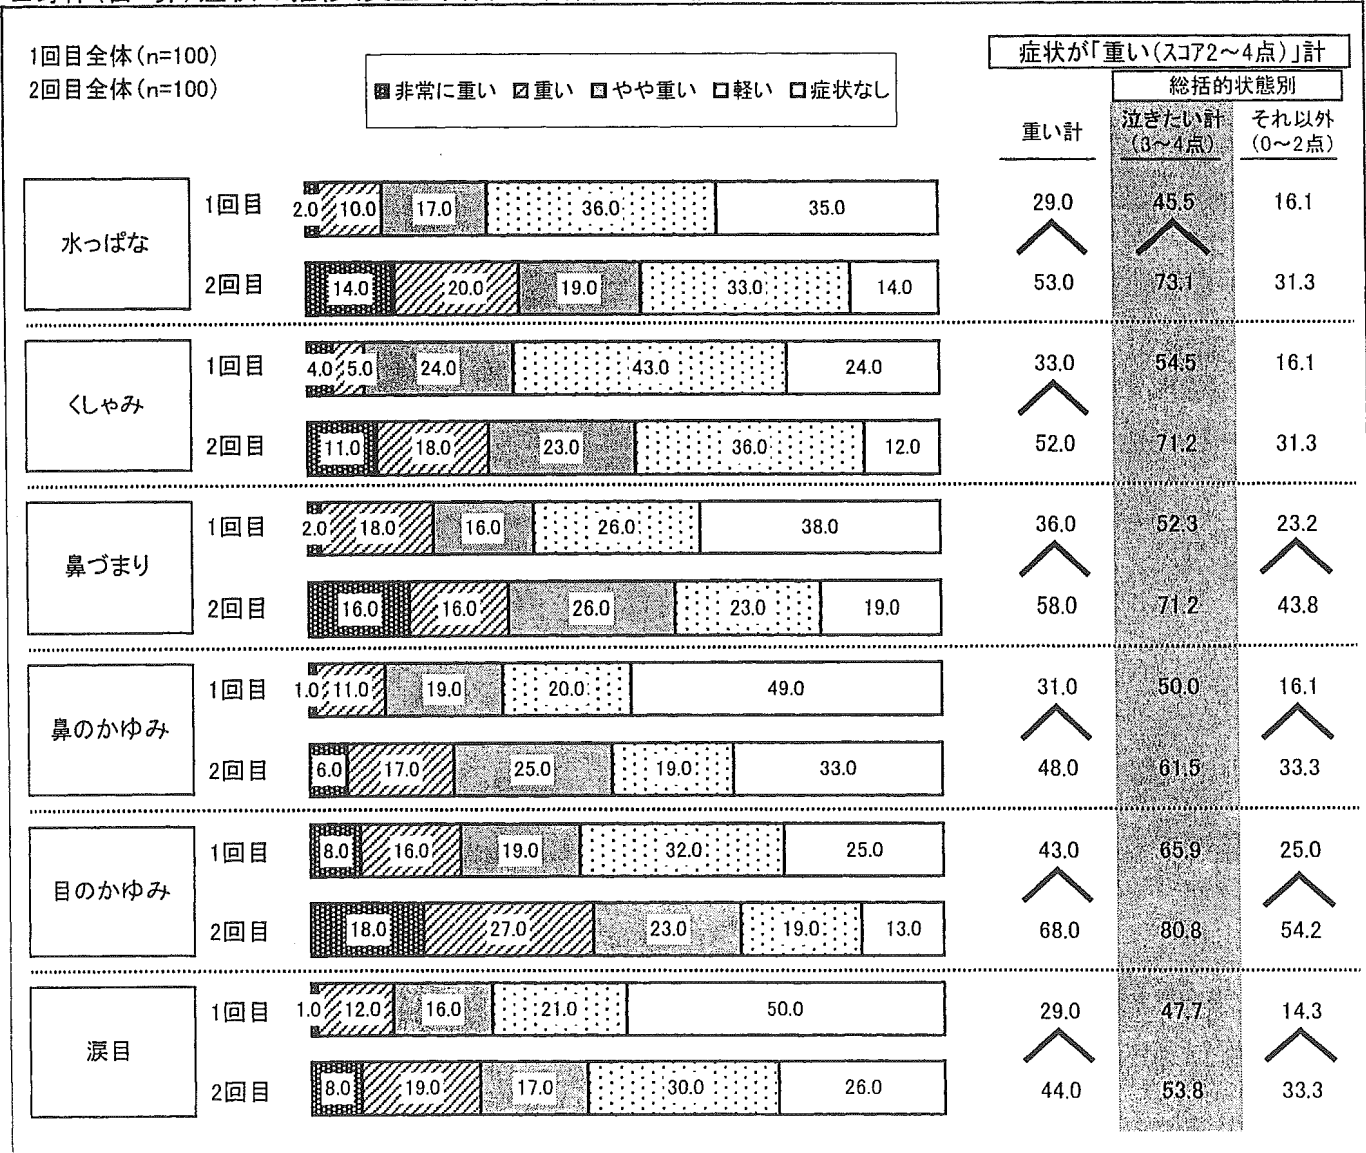 1回目全体(n=100)
2回目全体(n=100)
非常に重い 重い やや重い 軽い 症状なし
症状が「重い(スコア2～4点)」計
総括的状態別
重い計 泣きたい計 それ以外
(3～4点) (0～2点)
水っぱな
1回目 2.0 10.0 17.0 36.0 35.0 29.0 45.5 16.1
2回目 14.0 20.0 19.0 33.0 14.0 53.0 73.1 31.3
くしゃみ
1回目 4.0 5.0 24.0 43.0 24.0 33.0 54.5 16.1
2回目 11.0 18.0 23.0 36.0 12.0 52.0 71.2 31.3
鼻づまり
1回目 2.0 18.0 16.0 26.0 38.0 36.0 52.3 23.2
2回目 16.0 16.0 26.0 23.0 19.0 58.0 71.2 43.8
鼻のかゆみ
1回目 1.0 11.0 19.0 20.0 49.0 31.0 50.0 16.1
2回目 6.0 17.0 25.0 19.0 33.0 48.0 61.5 33.3
目のかゆみ
1回目 8.0 16.0 19.0 32.0 25.0 43.0 65.9 25.0
2回目 18.0 27.0 23.0 19.0 13.0 68.0 80.8 54.2
涙目
1回目 1.0 12.0 16.0 21.0 50.0 29.0 47.7 14.3
2回目 8.0 19.0 17.0 30.0 26.0 44.0 53.8 33.3